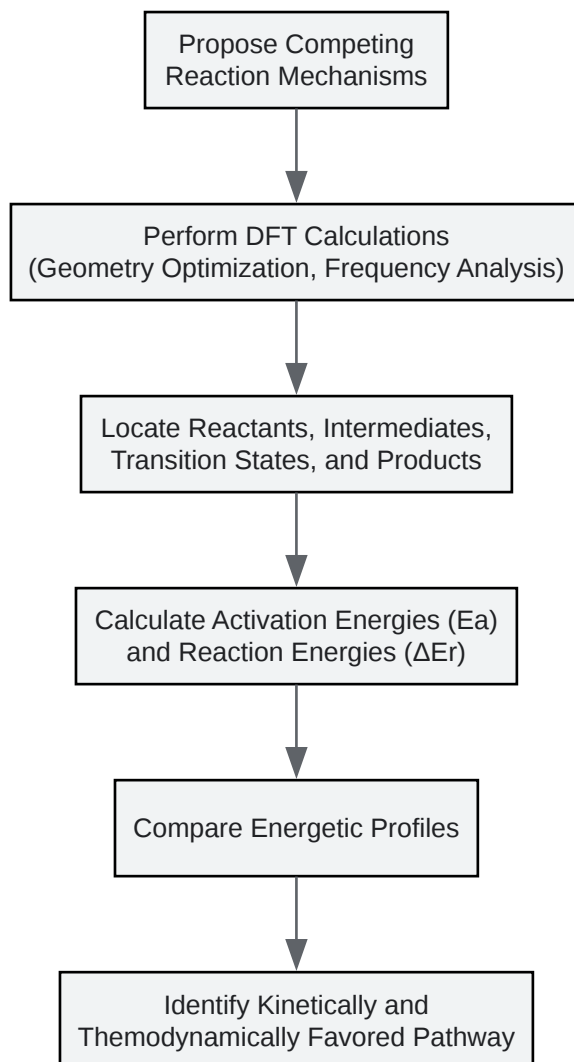 Propose Competing
Reaction Mechanisms
Perform DFT Calculations
(Geometry Optimization, Frequency Analysis)
Locate Reactants, Intermediates,
Transition States, and Products
Calculate Activation Energies (Ea)
and Reaction Energies (ΔEr)
Compare Energetic Profiles
Identify Kinetically and
Themodynamically Favored Pathway